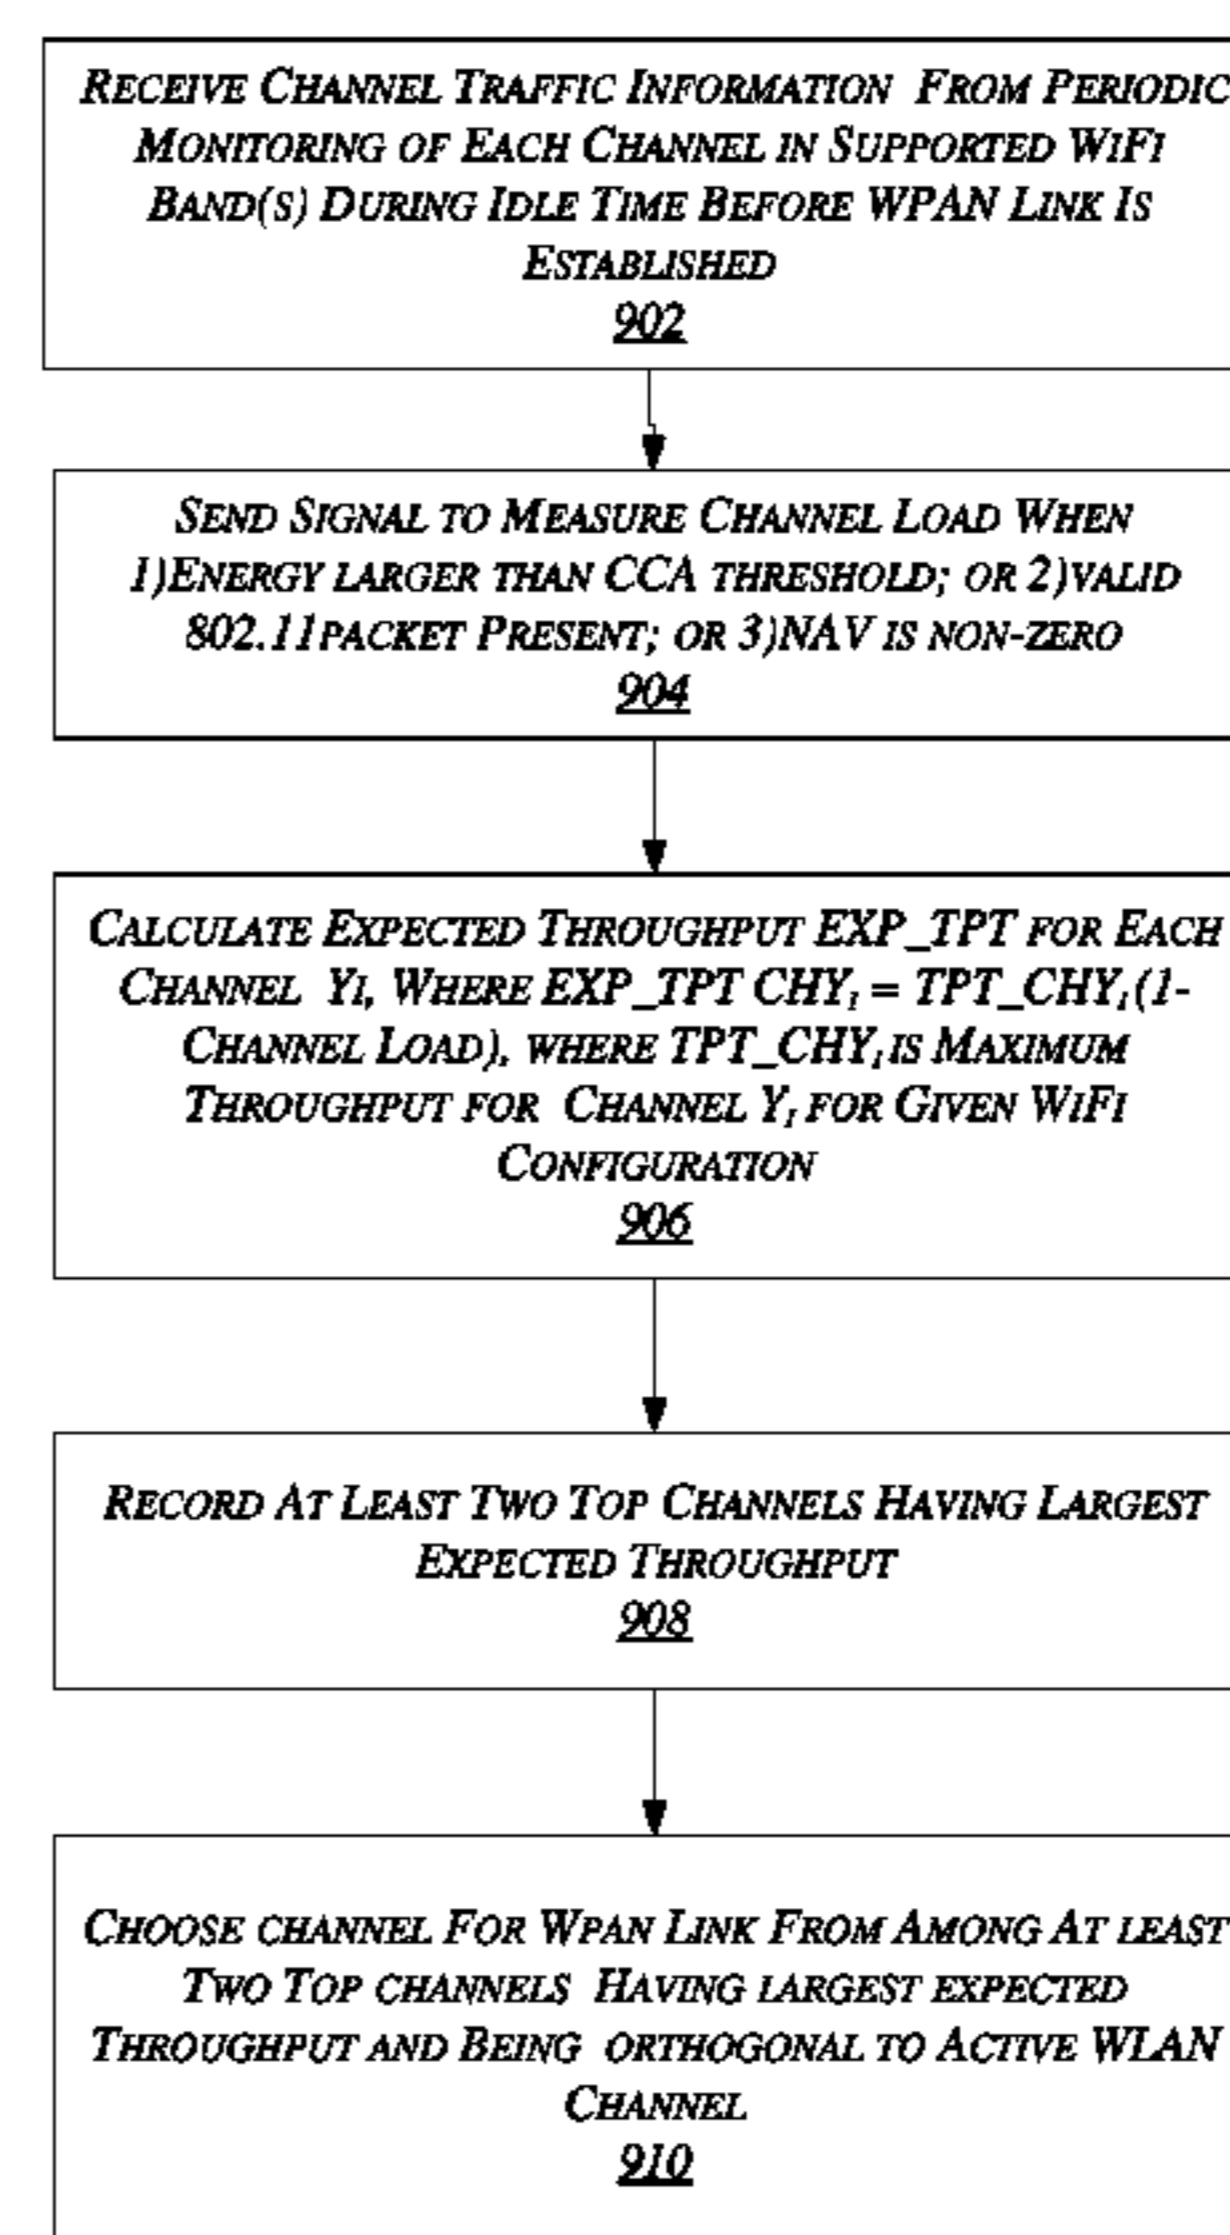 RECEIVE CHANNEL TRAFFIC INFORMATION FROM PERIODIC
MONITORING OF EACH CHANNEL IN SUPPORTED WIFI
BAND(S) DURING IDLE TIME BEFORE WPAN LINK IS
ESTABLISHED
902
SEND SIGNAL TO MEASURE CHANNEL LOAD WHEN
1)ENERGY LARGER THAN CCA THRESHOLD; OR 2)VALID
802.11PACKET PRESENT; OR 3)NAV IS NON-ZERO
904
CALCULATE EXPECTED THROUGHPUT EXP_TPT FOR EACH
CHANNEL YI, WHERE EXP_TPT CHYI = TPT_CHYI(1-
CHANNEL LOAD), WHERE TPT_CHYI IS MAXIMUM
THROUGHPUT FOR CHANNEL YI FOR GIVEN WIFI
CONFIGURATION
906
RECORD AT LEAST TWO TOP CHANNELS HAVING LARGEST
EXPECTED THROUGHPUT
908
CHOOSE CHANNEL FOR WPAN LINK FROM AMONG AT LEAST
TWO TOP CHANNELS HAVING LARGEST EXPECTED
THROUGHPUT AND BEING ORTHOGONAL TO ACTIVE WLAN
CHANNEL
910